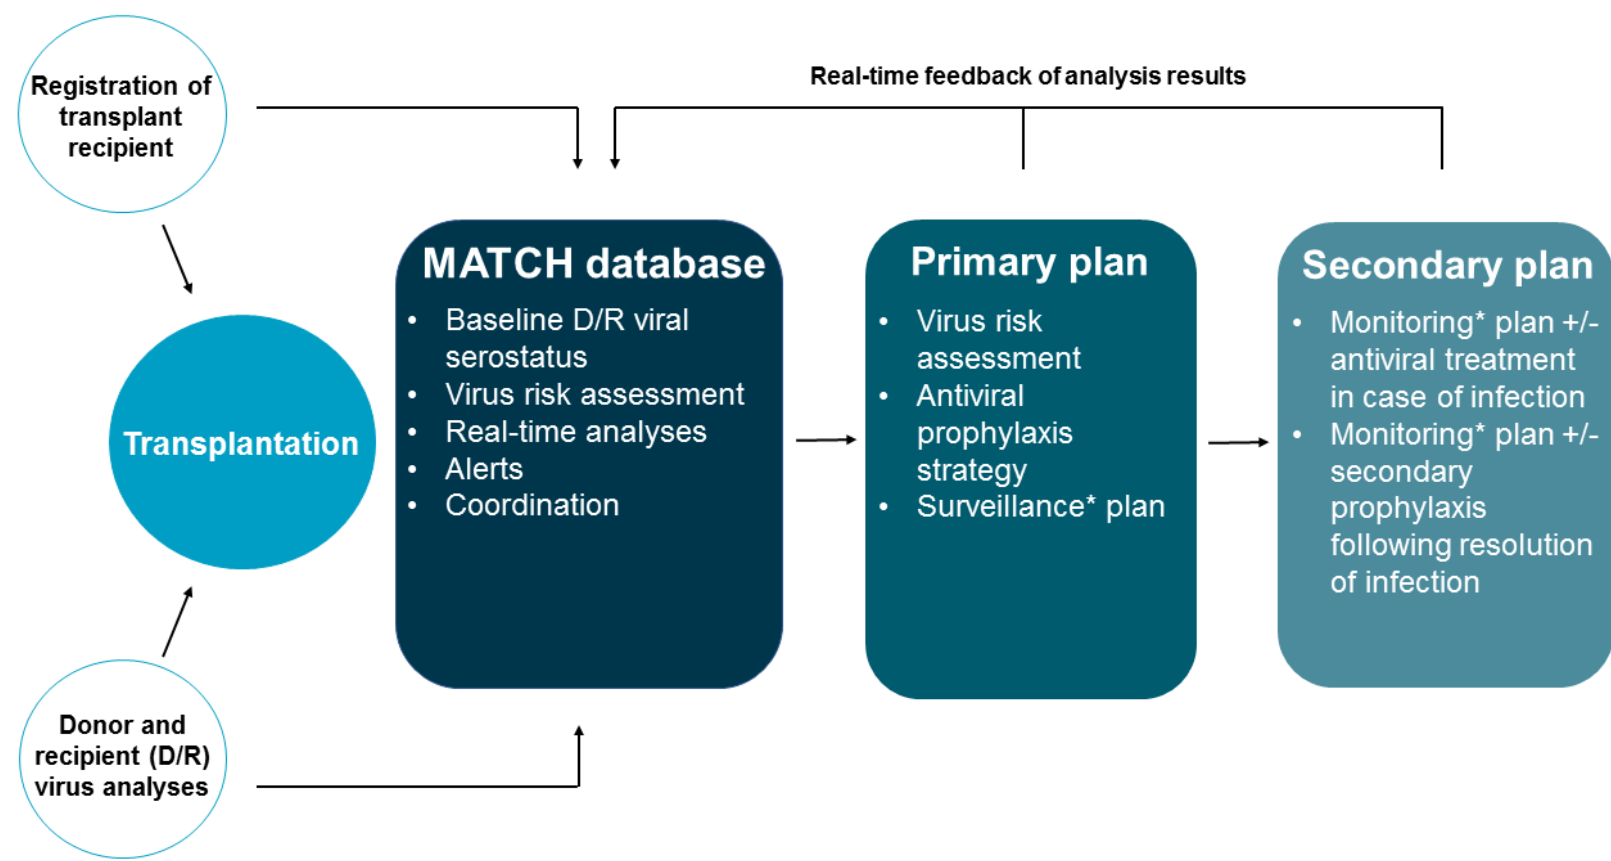 Registration of
transplant
recipient
Real-time feedback of analysis results
Transplantation
Donor and
recipient (D/R)
virus analyses
MATCH database
• Baseline D/R viral
serostatus
• Virus risk assessment
• Real-time analyses
• Alerts
• Coordination
Primary plan
• Virus risk
assessment
• Antiviral
prophylaxis
strategy
• Surveillance* plan
Secondary plan
• Monitoring* plan +/-
antiviral treatment
in case of infection
• Monitoring* plan +/-
secondary
prophylaxis
following resolution
of infection